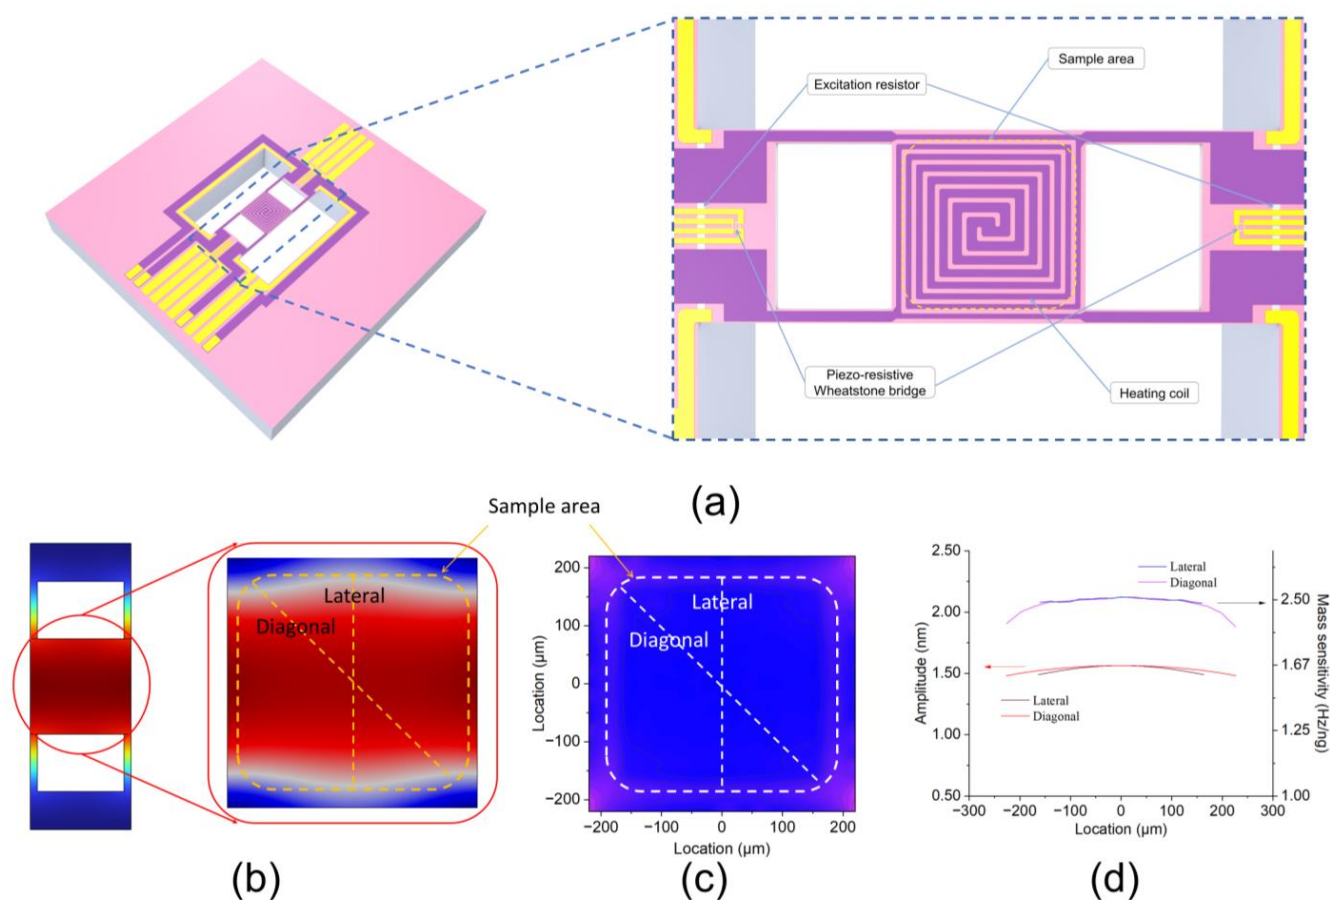 Sample area
Excitation resistor
Piezo-resistive
Wheatstone bridge
Heating coil
(a)
Sample area
Lateral
Diagonal
(b)
200
100
0
−100
−200
Location (μm)
Lateral
Diagonal
−200
−100
0
100
200
Location (μm)
(c)
2.50
2.00
1.50
1.00
0.50
Amplitude (nm)
Lateral
Diagonal
Lateral
Diagonal
2.50
1.67
1.25
1.00
Mass sensitivity (Hz/ng)
−300
−200
−100
0
100
200
300
Location (μm)
(d)